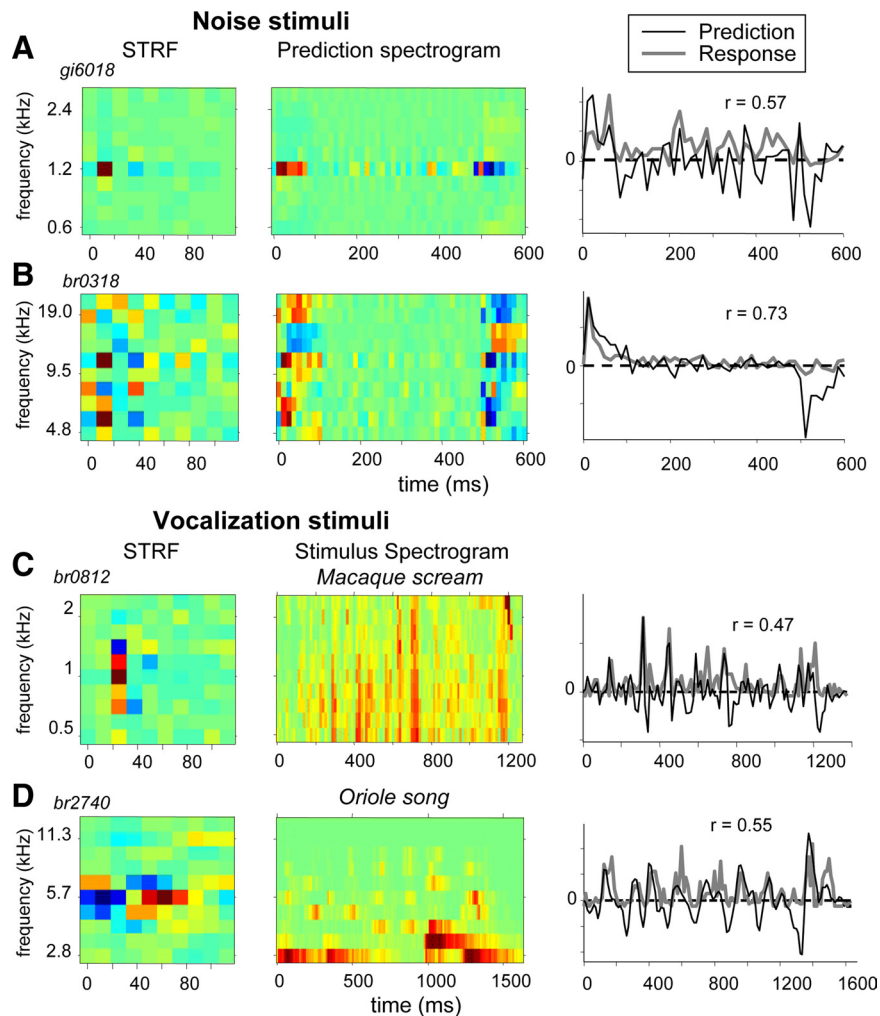 Noise stimuli
A
STRF
Prediction spectrogram
Prediction
Response
gi6018
frequency (kHz)
2.4
1.2
0.6
0 40 80
0 200 400 600
r = 0.57
0
0 200 400 600
B
br0318
19.0
9.5
4.8
0 40 80
0 200 400 600
time (ms)
r = 0.73
0
0 200 400 600
Vocalization stimuli
C
STRF
Stimulus Spectrogram
Macaque scream
br0812
frequency (kHz)
2
1
0.5
0 40 80
0 400 800 1200
r = 0.47
0
0 400 800 1200
D
br2740
Oriole song
frequency (kHz)
11.3
5.7
2.8
0 40 80
0 500 1000 1500
time (ms)
r = 0.55
0
0 400 800 1200 1600